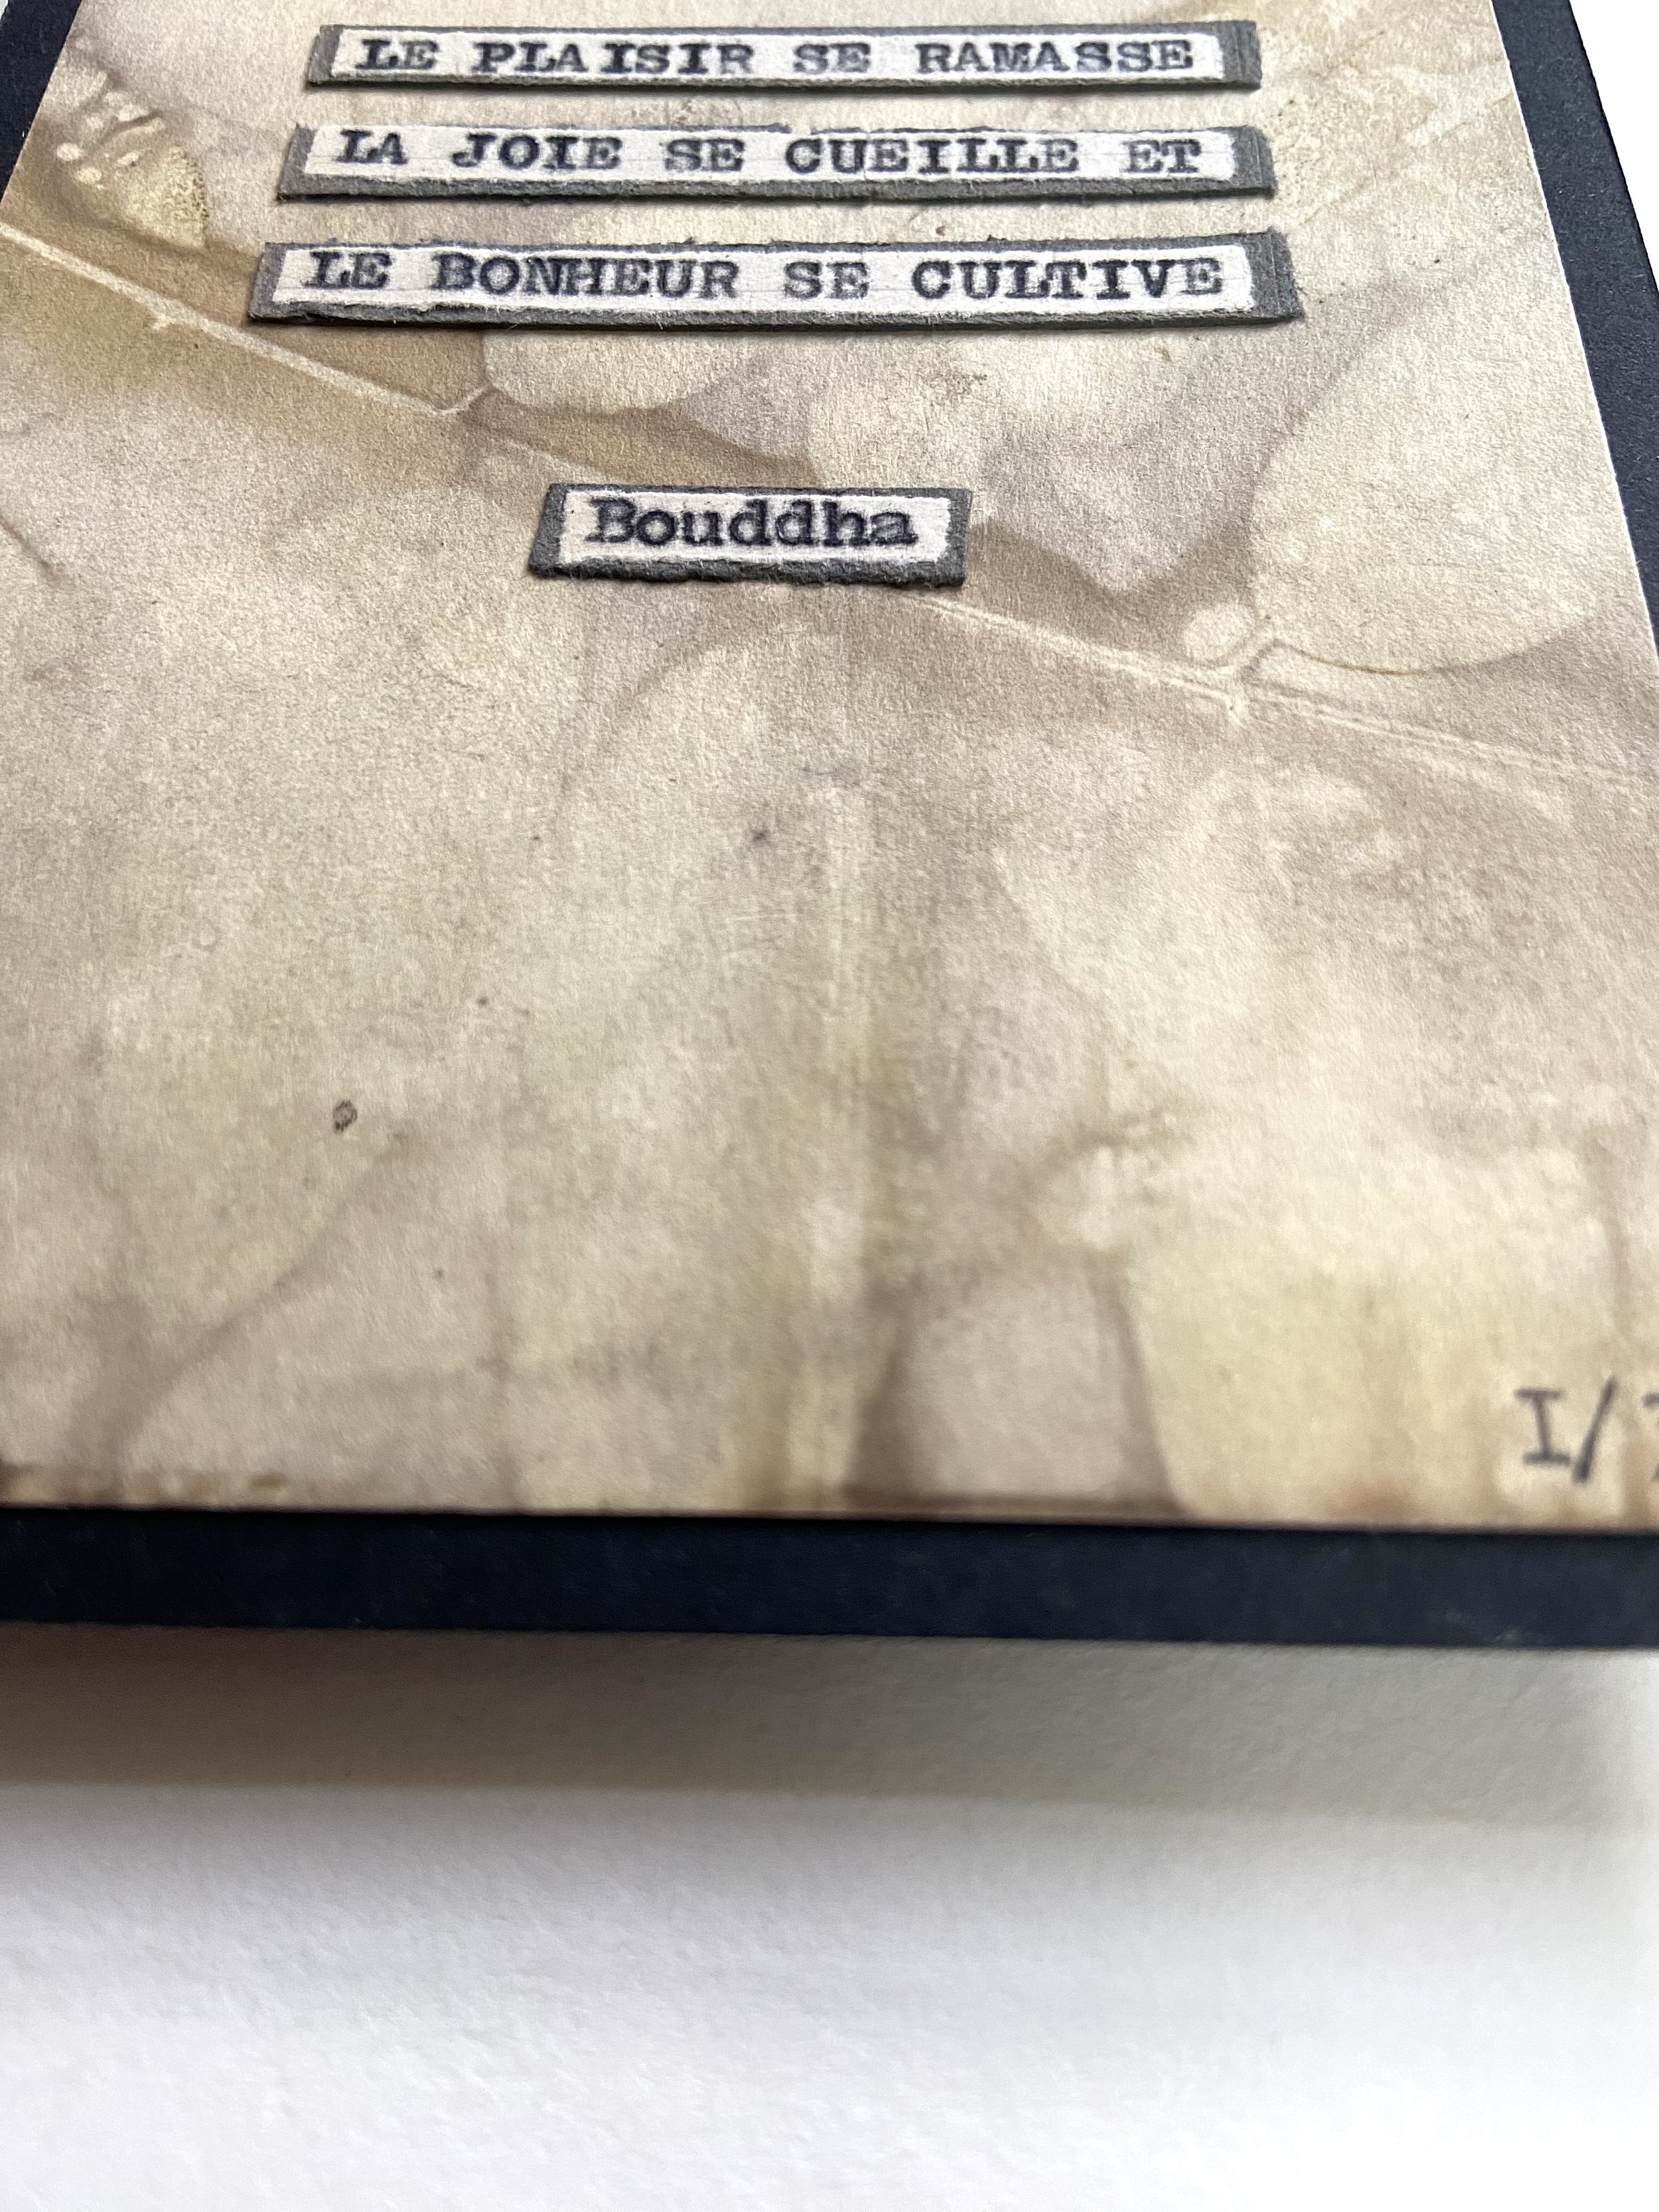 LE PLAISIR SE RAMASSE
LA JOIE SE CUEILLE ET
LE BONHEUR SE CULTIVE
Bouddha
I/